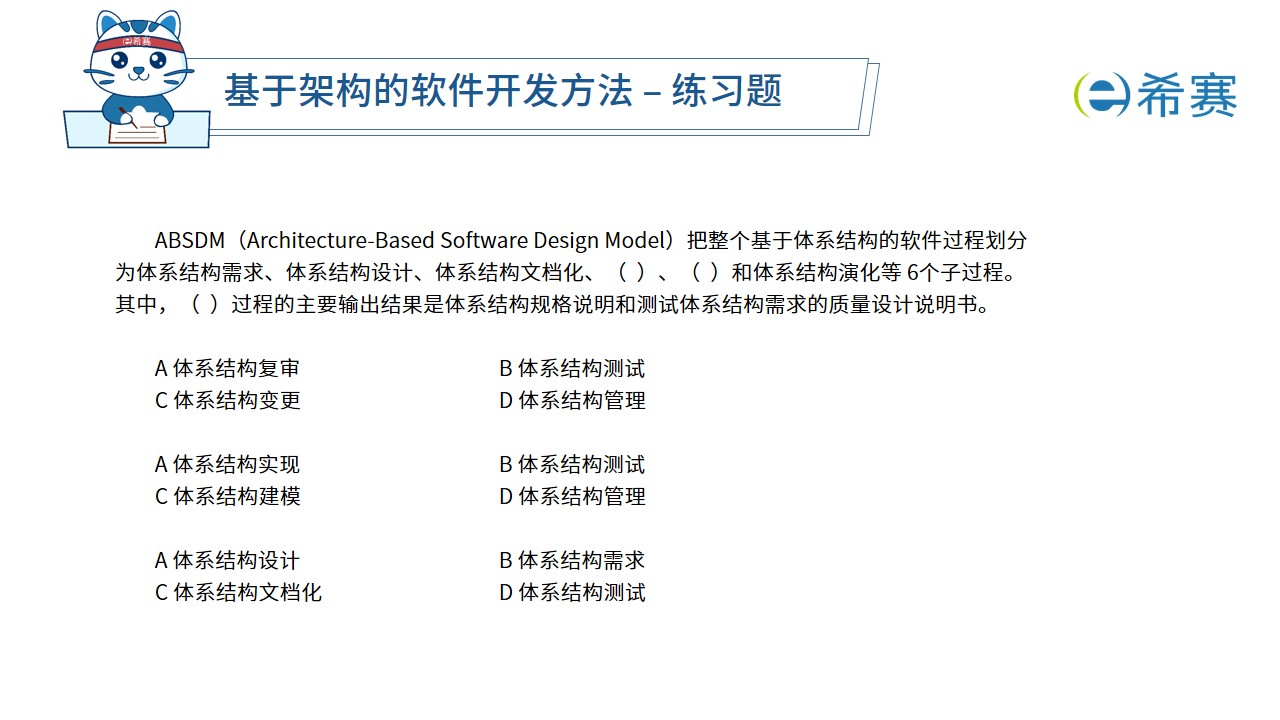 希赛
基于架构的软件开发方法 – 练习题
希赛
ABSDM（Architecture-Based Software Design Model）把整个基于体系结构的软件过程划分
为体系结构需求、体系结构设计、体系结构文档化、（ ）、（ ）和体系结构演化等 6个子过程。
其中，（ ）过程的主要输出结果是体系结构规格说明和测试体系结构需求的质量设计说明书。
A 体系结构复审 B 体系结构测试
C 体系结构变更 D 体系结构管理
A 体系结构实现 B 体系结构测试
C 体系结构建模 D 体系结构管理
A 体系结构设计 B 体系结构需求
C 体系结构文档化 D 体系结构测试